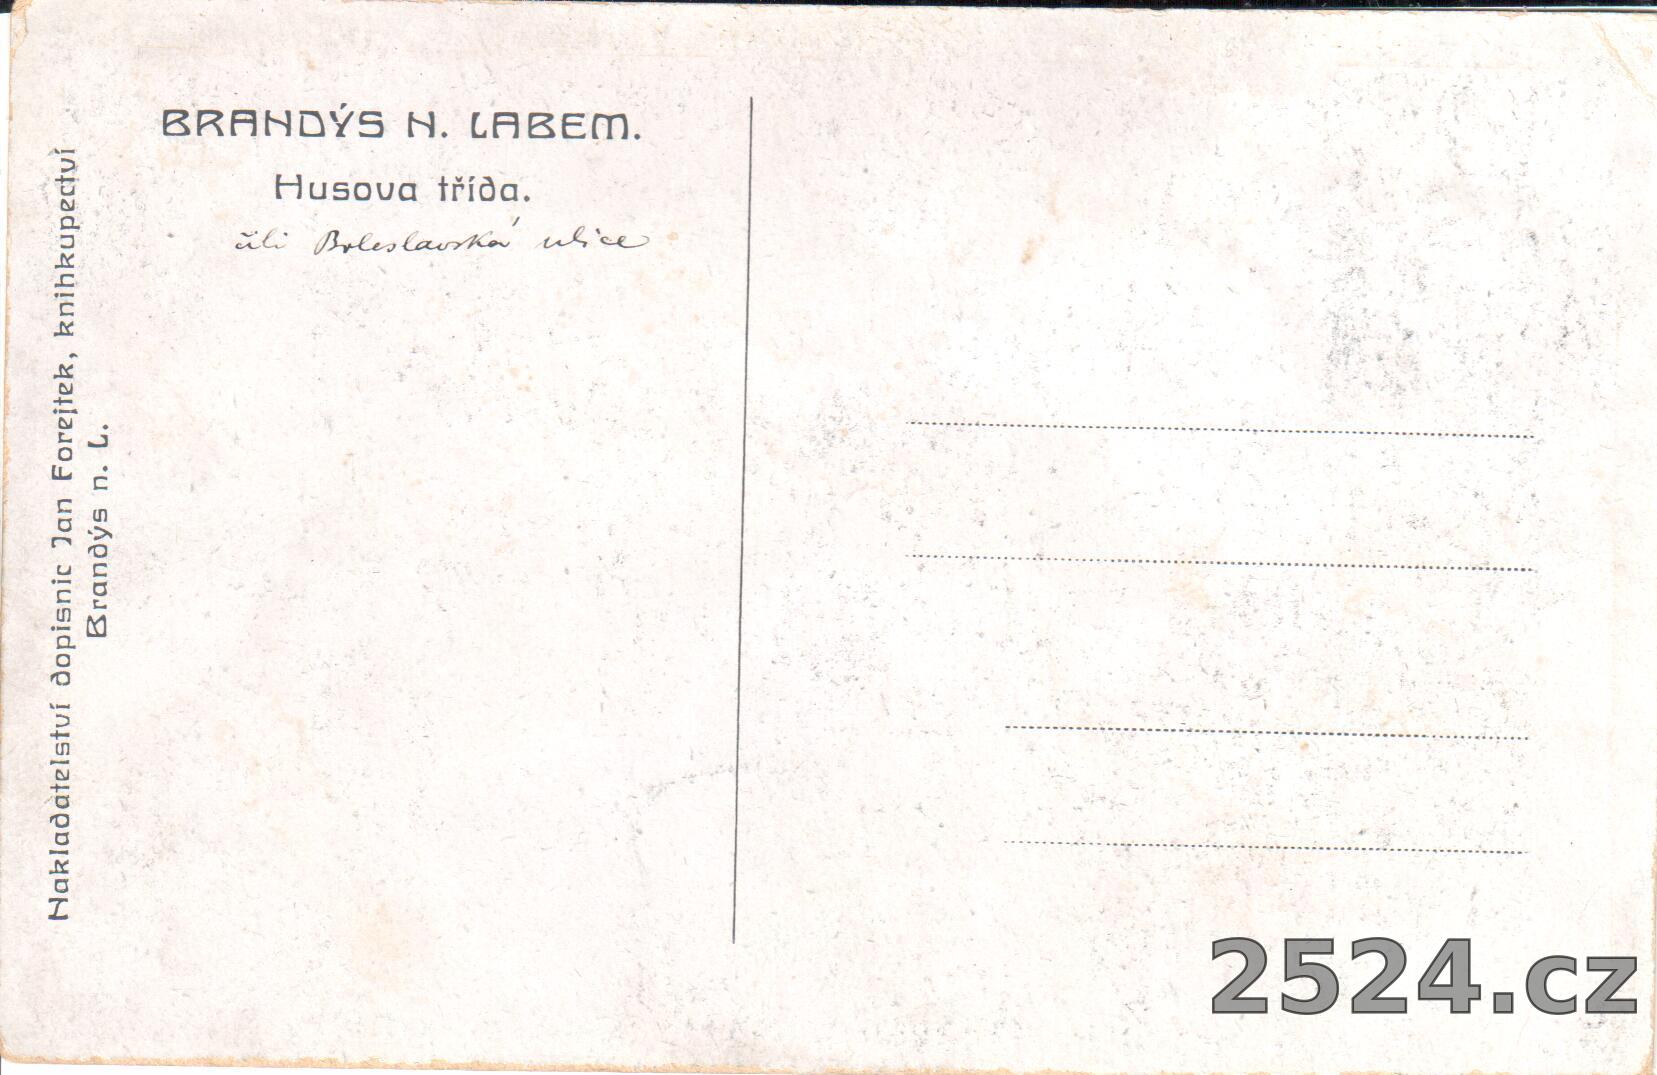 BRANDÝS N. LABEM.
Husova třída.
čili Boleslavská ulice
Nakladatelství dopisnic Jan Forejtek, knihkupectví
Brandýs n. L.
2524.cz